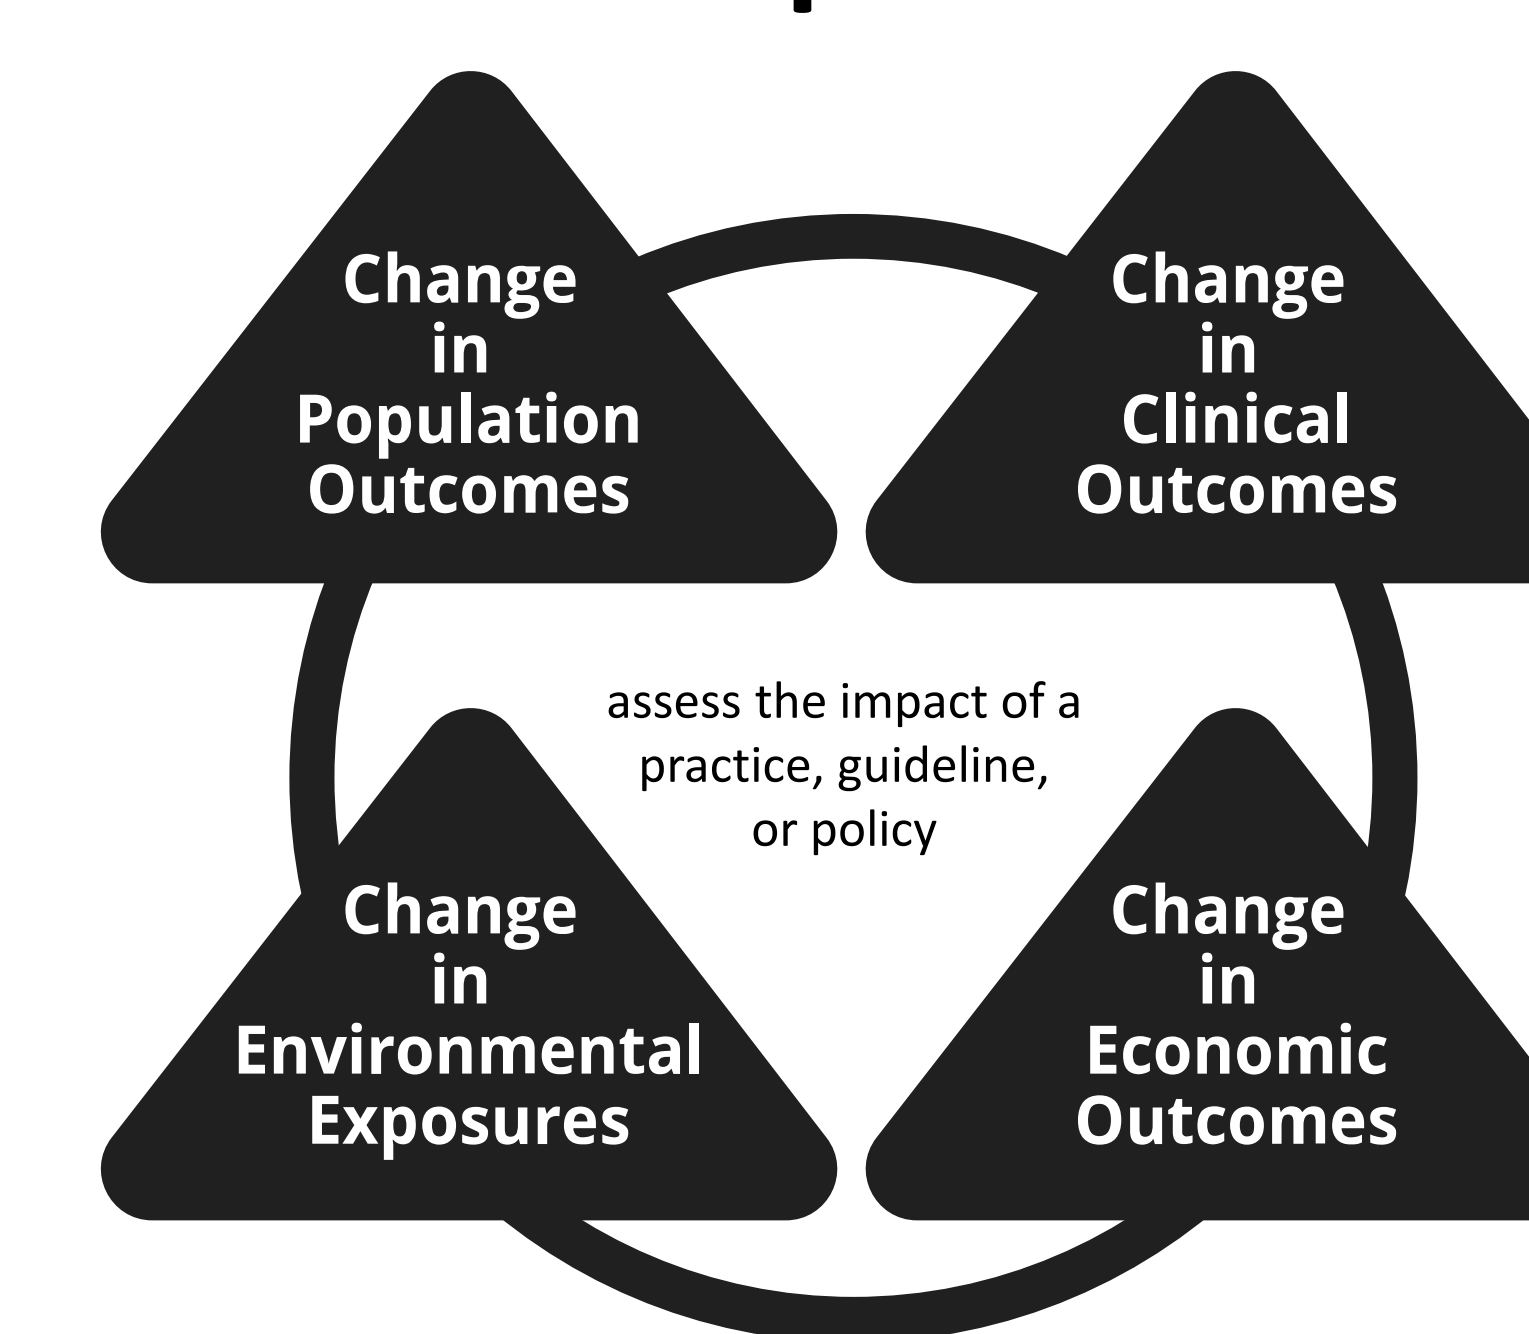 Change
in
Population
Outcomes
Change
in
Clinical
Outcomes
assess the impact of a
practice, guideline,
or policy
Change
in
Environmental
Exposures
Change
in
Economic
Outcomes